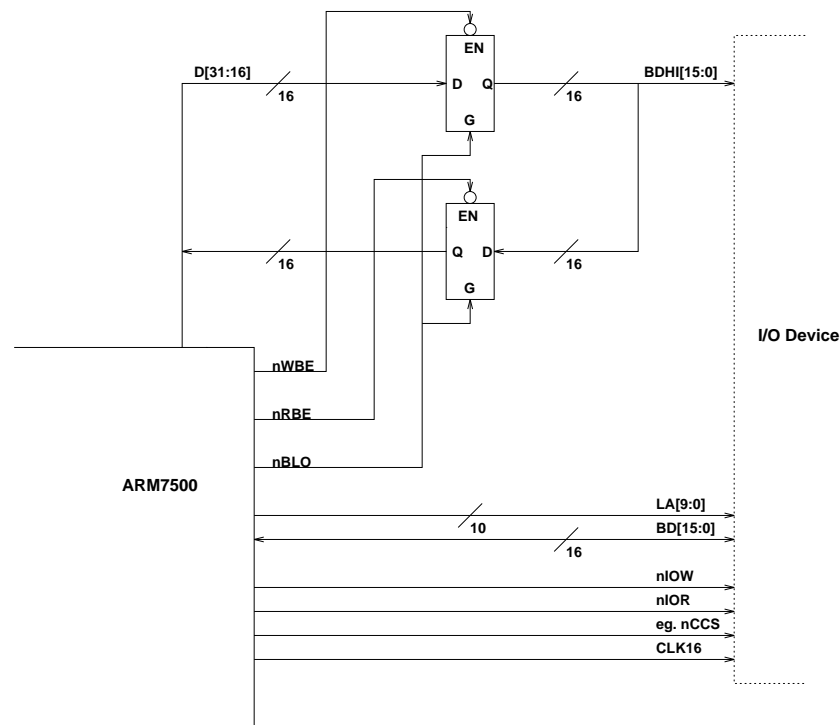 EN
D[31:16]
D Q
BDHI[15:0]
16
16
G
EN
Q D
16
16
G
I/O Device
nWBE
nRBE
nBLO
ARM7500
LA[9:0]
10
BD[15:0]
16
nIOW
nIOR
eg. nCCS
CLK16